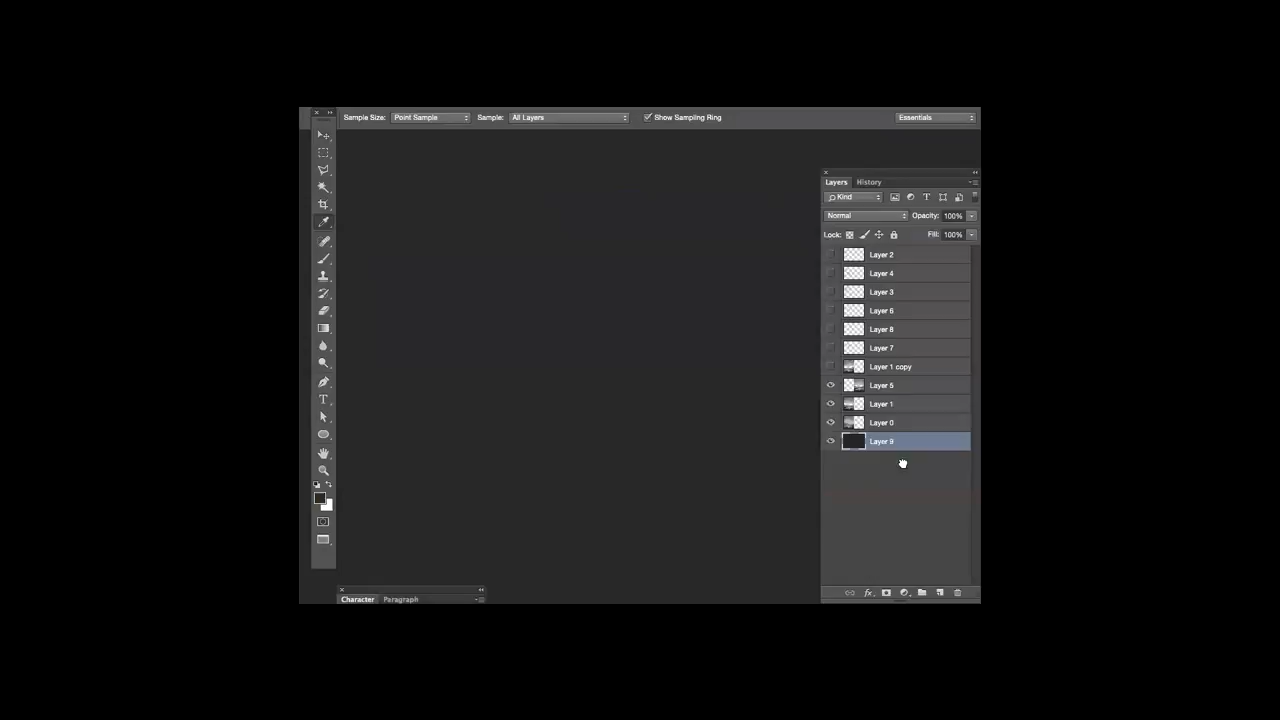 Sample Size: Point Sample Sample: All Layers Show Sampling Ring Essentials
Layers History
Kind
Normal Opacity: 100%
Lock: Fill: 100%
Layer 2
Layer 4
Layer 3
Layer 6
Layer 8
Layer 7
Layer 1 copy
Layer 5
Layer 1
Layer 0
Layer 9
Character Paragraph